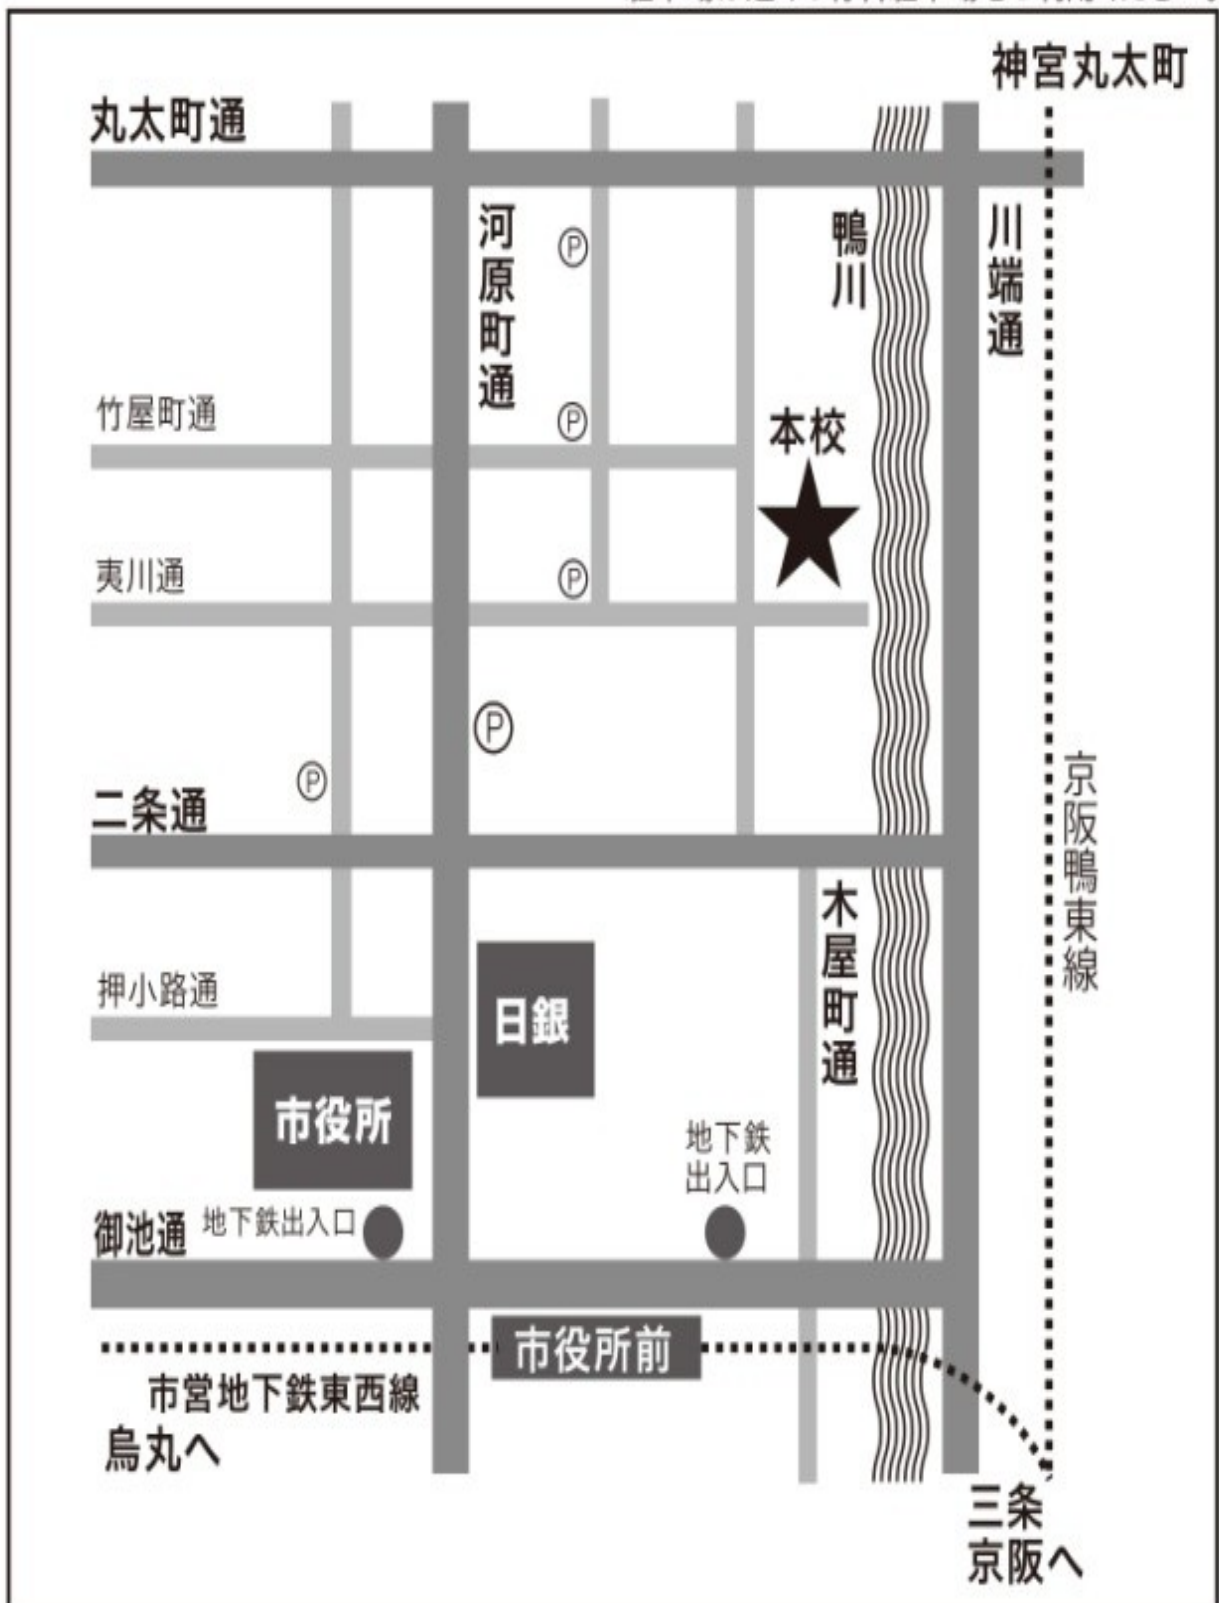 神宮丸太町
丸太町通
河原町通
鴨川
川端通
P
P
竹屋町通
本校
夷川通
P
P
P
二条通
京阪鴨東線
木屋町通
押小路通
日銀
市役所
地下鉄
出入口
御池通
地下鉄出入口
市役所前
市営地下鉄東西線
烏丸へ
三条
京阪へ